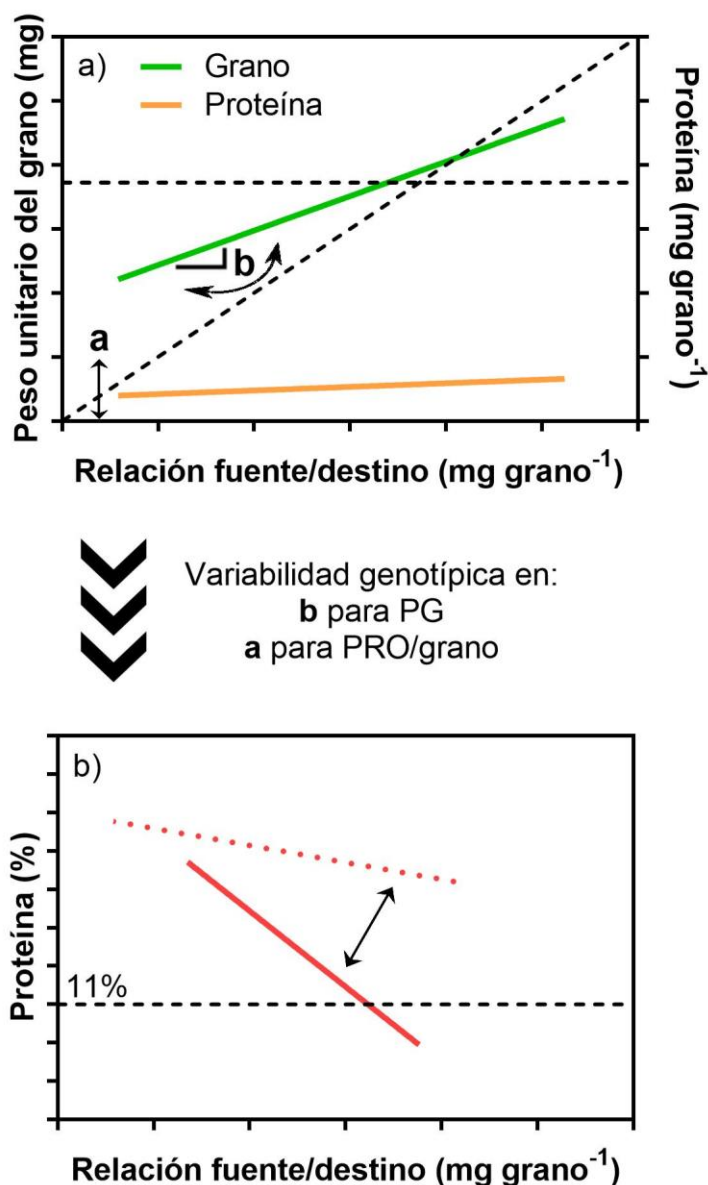 a)
Grano
Proteína
Peso unitario del grano (mg)
Proteína (mg grano⁻¹)
b
a
Relación fuente/destino (mg grano⁻¹)
Variabilidad genotípica en:
b para PG
a para PRO/grano
b)
Proteína (%)
11%
Relación fuente/destino (mg grano⁻¹)